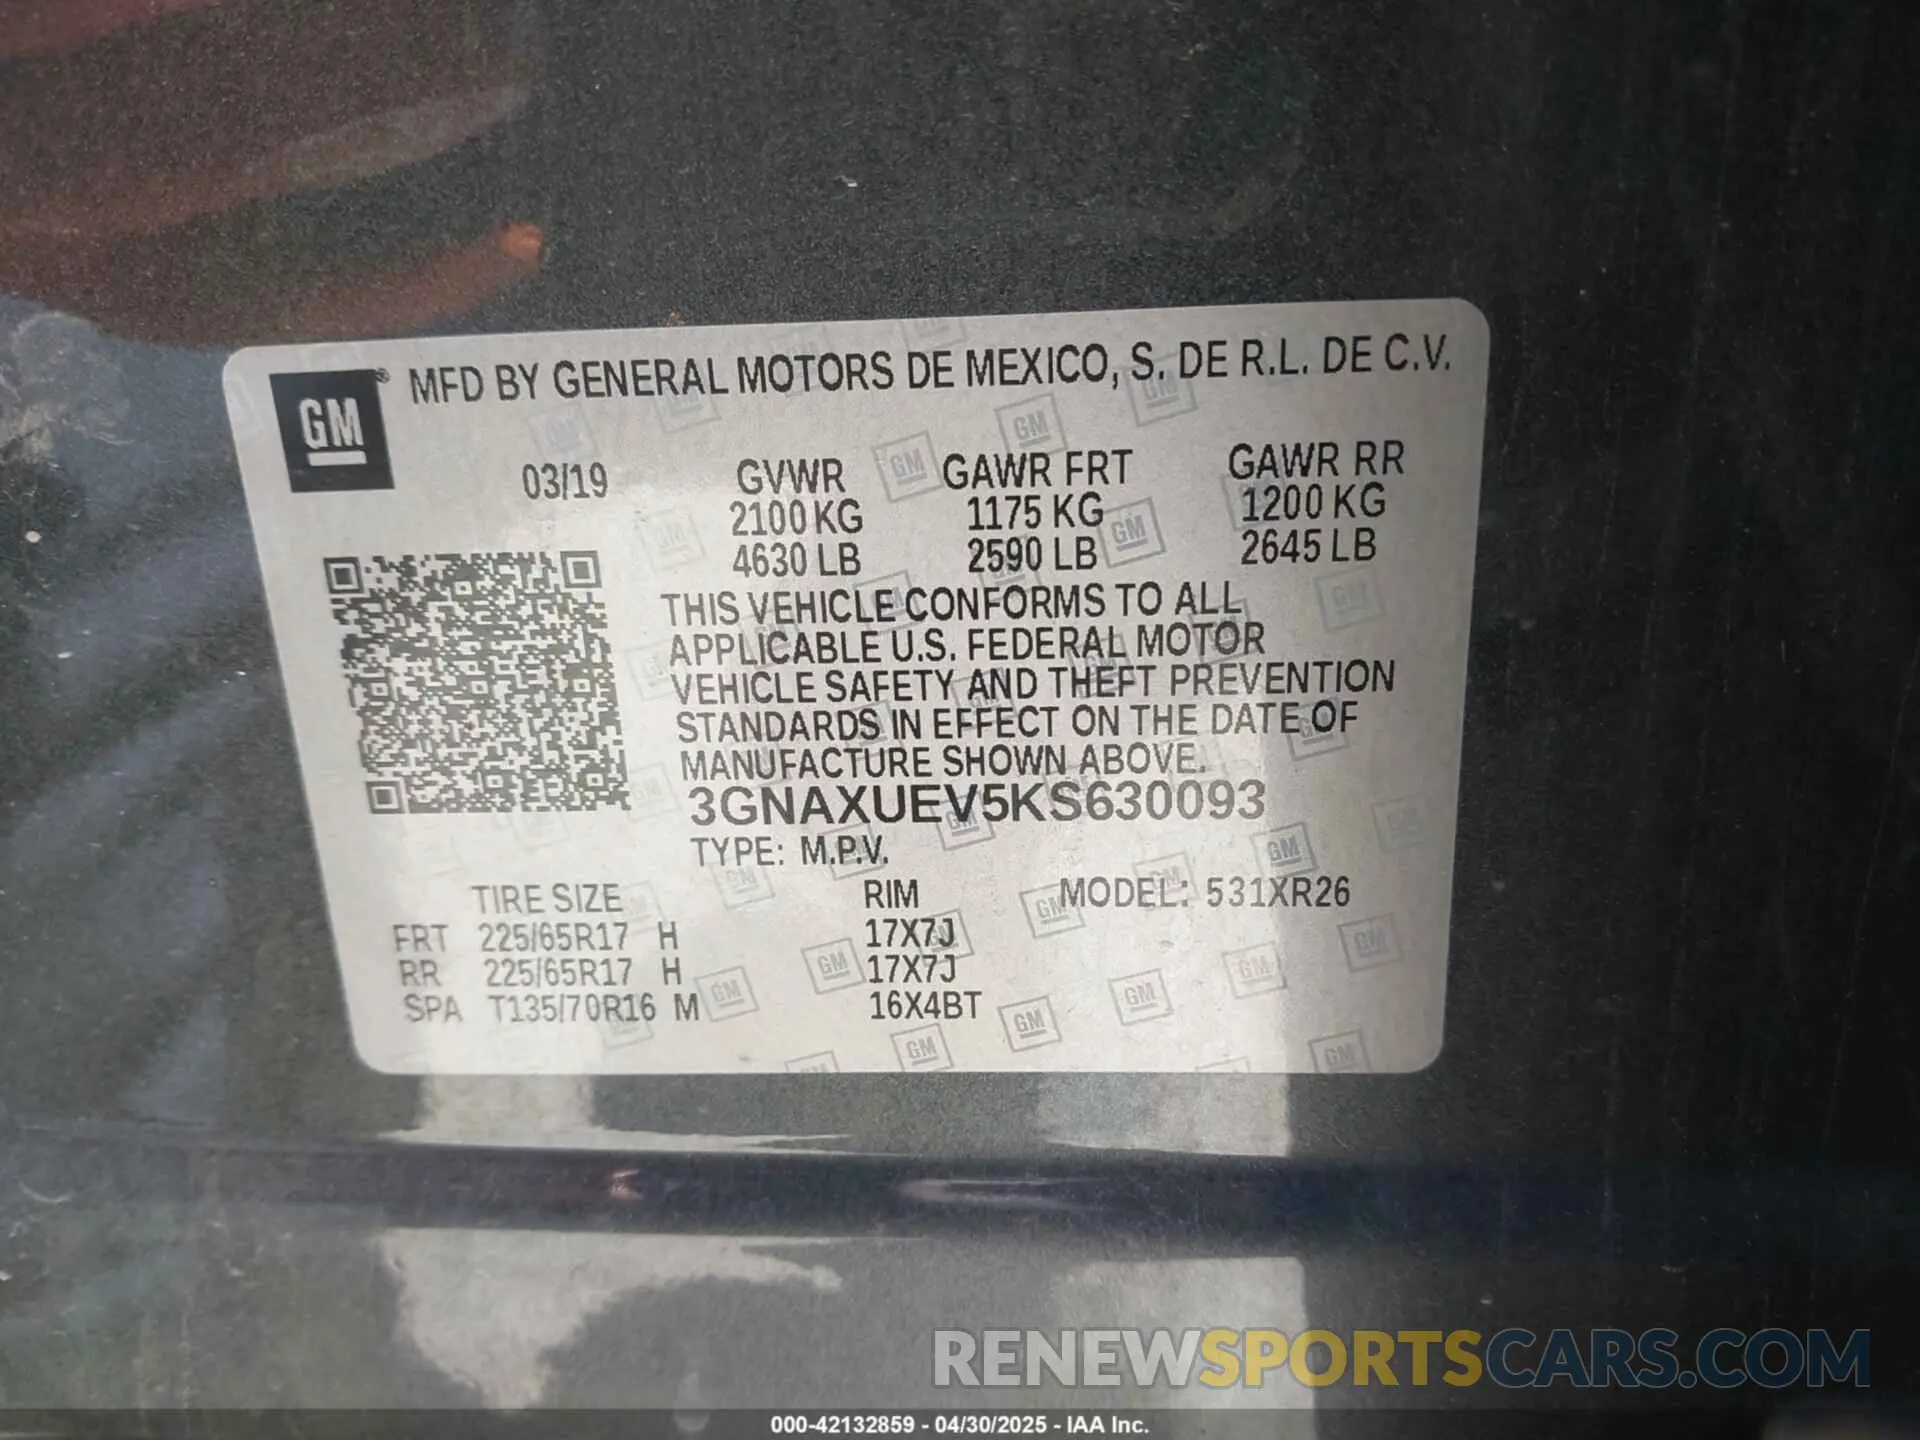 GM ® MFD BY GENERAL MOTORS DE MEXICO, S. DE R.L. DE C.V.
03/19 GVWR GAWR FRT GAWR RR
2100 KG 1175 KG 1200 KG
4630 LB 2590 LB 2645 LB
THIS VEHICLE CONFORMS TO ALL
APPLICABLE U.S. FEDERAL MOTOR
VEHICLE SAFETY AND THEFT PREVENTION
STANDARDS IN EFFECT ON THE DATE OF
MANUFACTURE SHOWN ABOVE.
3GNAXUEV5KS630093
TYPE: M.P.V.
TIRE SIZE RIM MODEL: 531XR26
FRT 225/65R17 H 17X7J
RR 225/65R17 H 17X7J
SPA T135/70R16 M 16X4BT
RENEWSPORTSCARS.COM
000-42132859 - 04/30/2025 - IAA Inc.